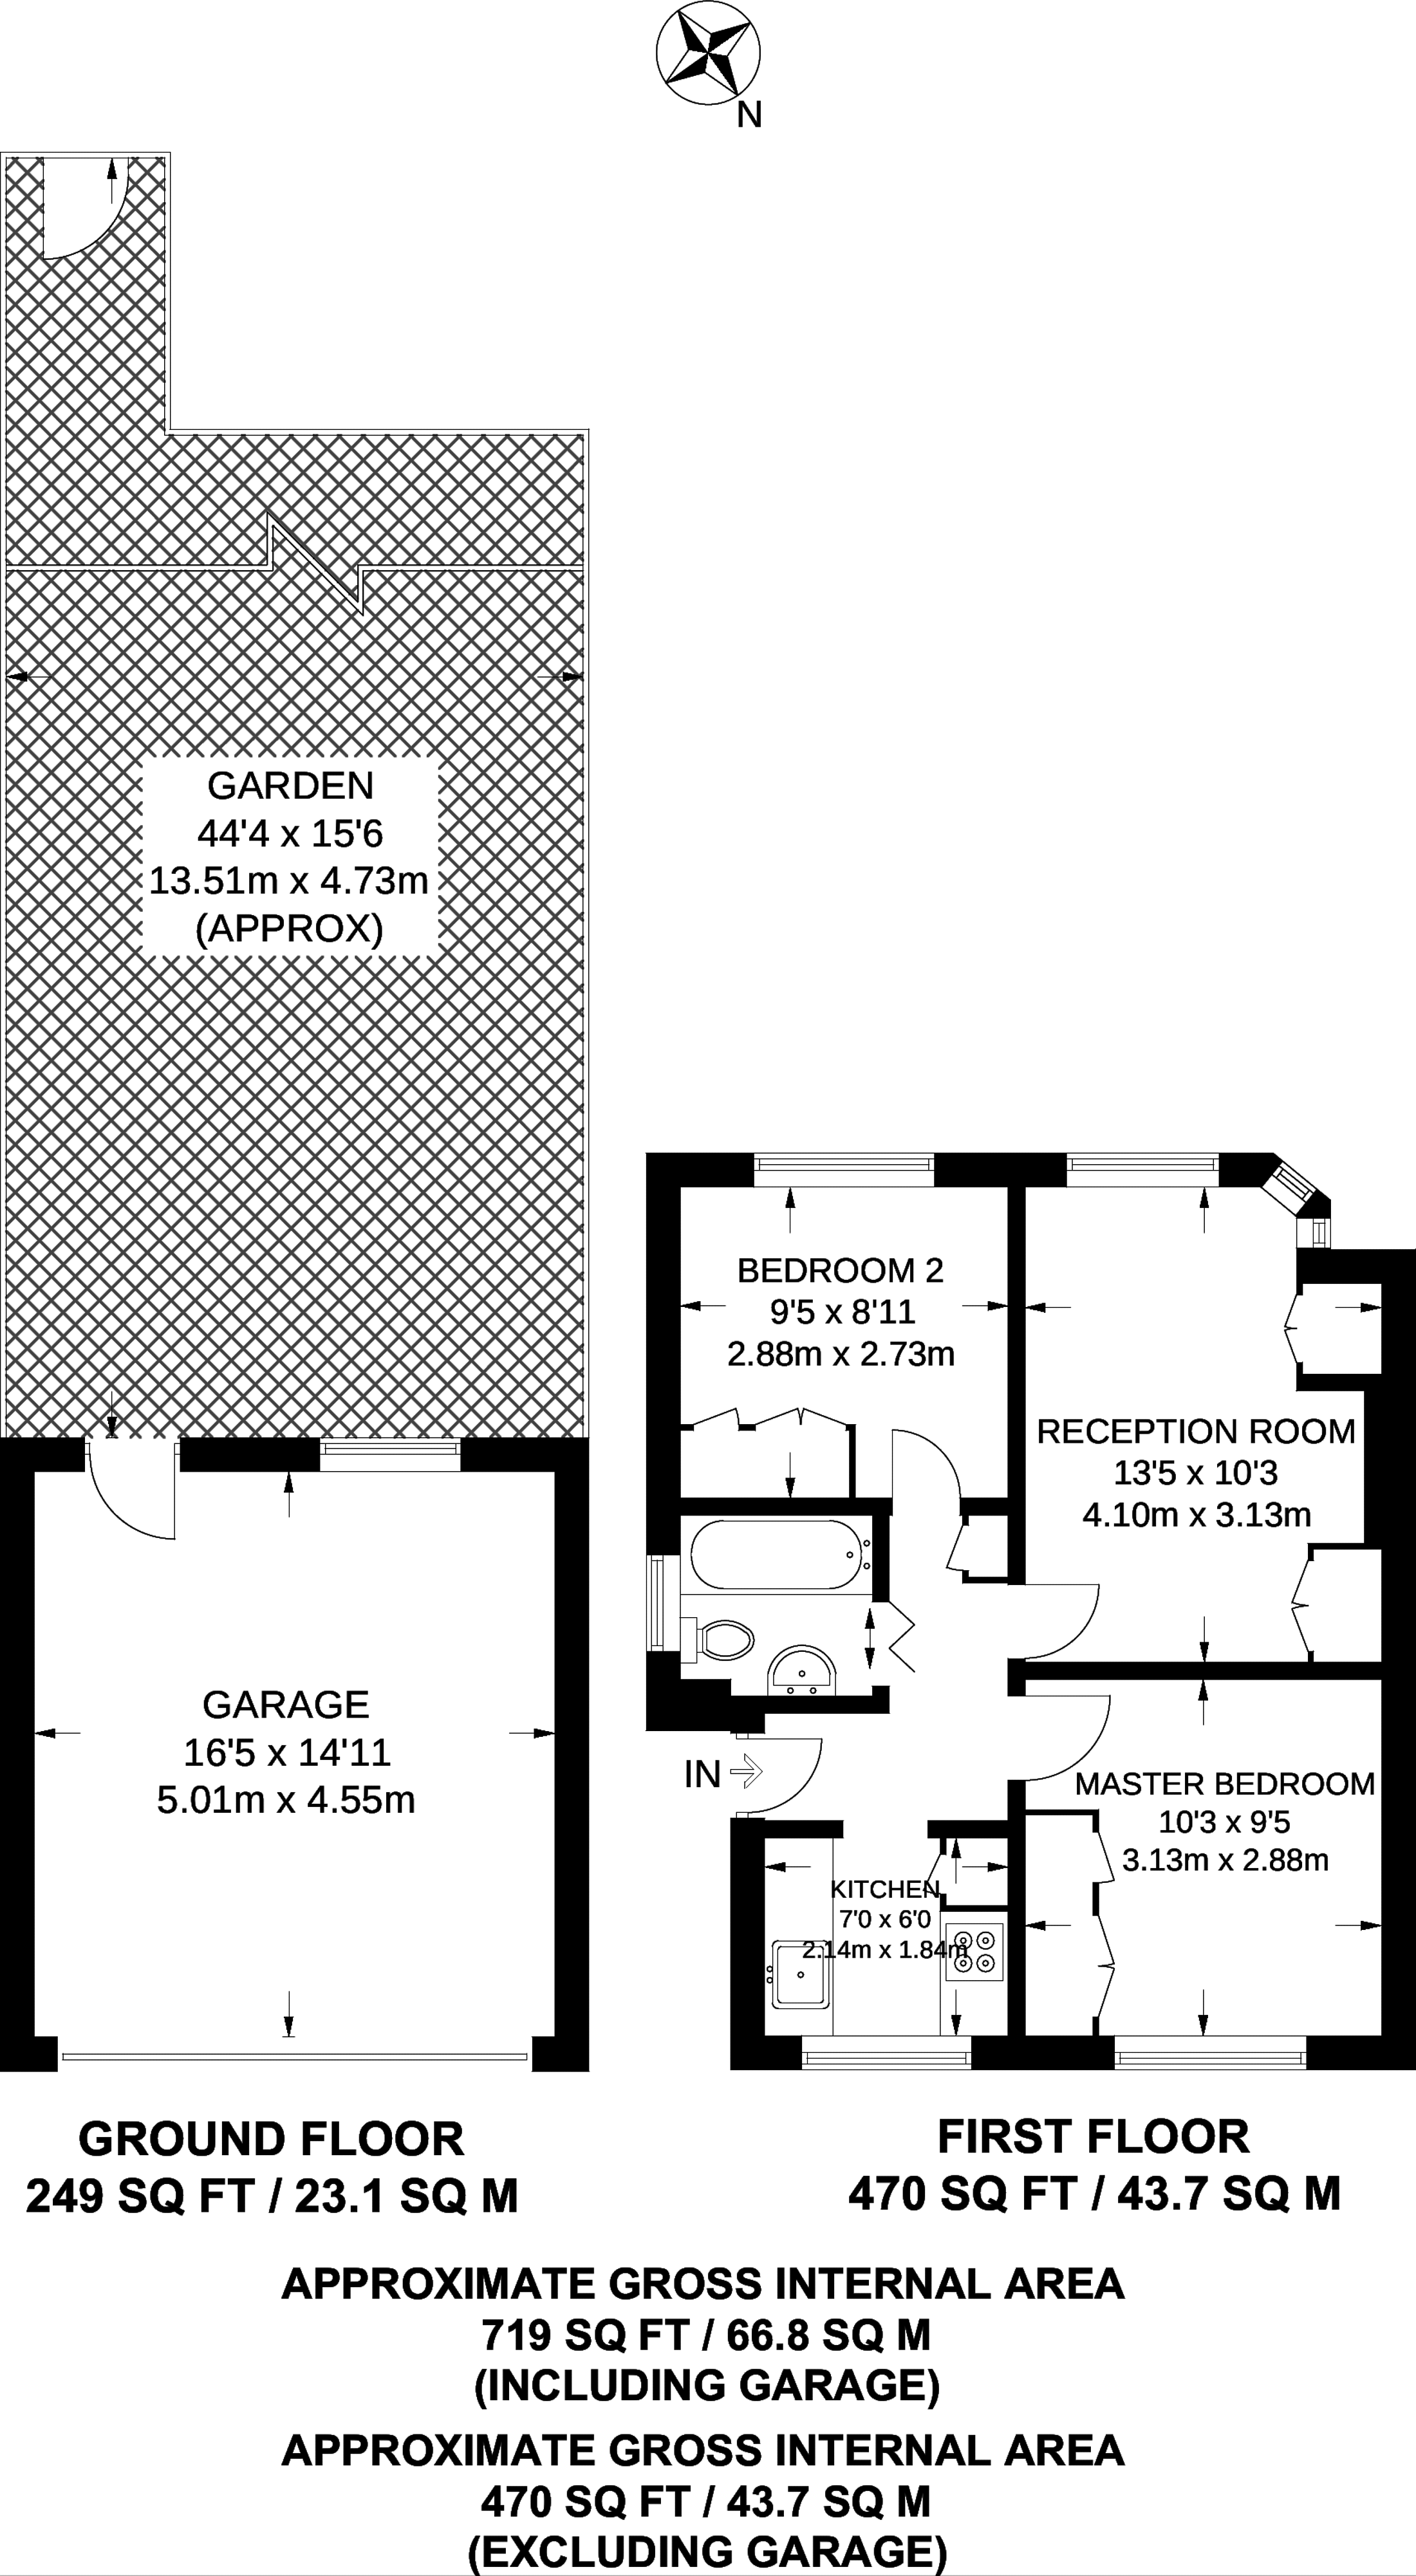 N
GARDEN
44'4 x 15'6
13.51m x 4.73m
(APPROX)
BEDROOM 2
9'5 x 8'11
2.88m x 2.73m
RECEPTION ROOM
13'5 x 10'3
4.10m x 3.13m
GARAGE
16'5 x 14'11
5.01m x 4.55m
IN
MASTER BEDROOM
10'3 x 9'5
3.13m x 2.88m
KITCHEN
7'0 x 6'0
2.14m x 1.84m
GROUND FLOOR
249 SQ FT / 23.1 SQ M
FIRST FLOOR
470 SQ FT / 43.7 SQ M
APPROXIMATE GROSS INTERNAL AREA
719 SQ FT / 66.8 SQ M
(INCLUDING GARAGE)
APPROXIMATE GROSS INTERNAL AREA
470 SQ FT / 43.7 SQ M
(EXCLUDING GARAGE)